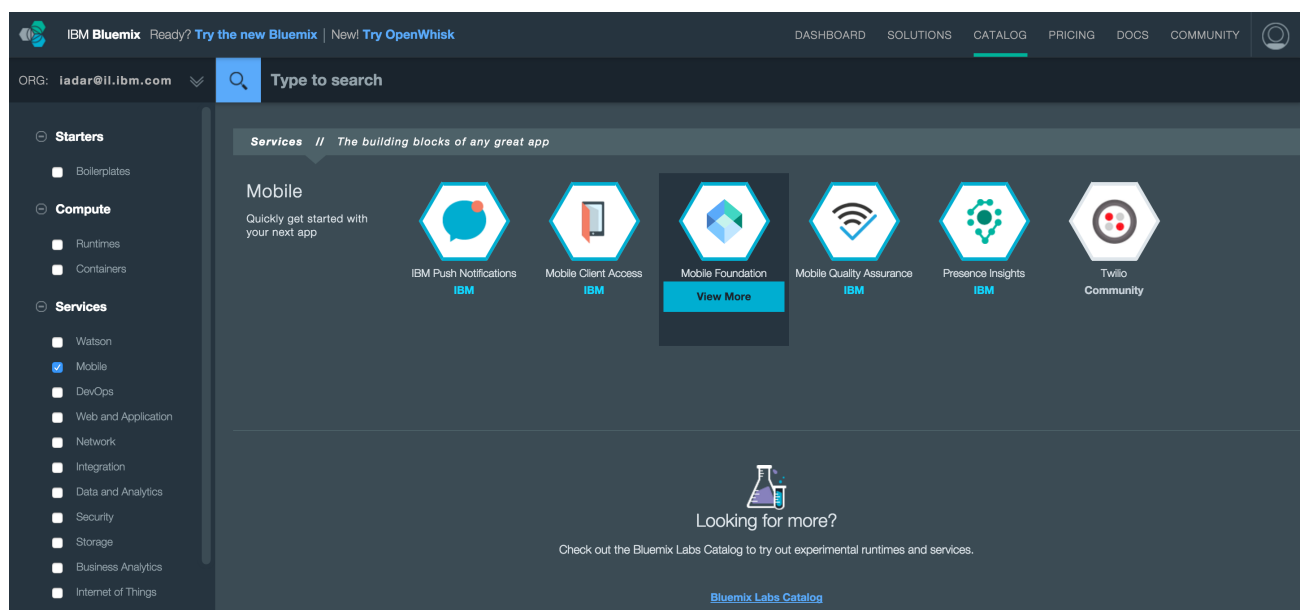 IBM Bluemix Ready? Try the new Bluemix | New! Try OpenWhisk
DASHBOARD SOLUTIONS CATALOG PRICING DOCS COMMUNITY
ORG: iadar@il.ibm.com
Type to search
Starters
Boilerplates
Compute
Runtimes
Containers
Services
Watson
Mobile
DevOps
Web and Application
Network
Integration
Data and Analytics
Security
Storage
Business Analytics
Internet of Things
Services // The building blocks of any great app
Mobile
Quickly get started with
your next app
IBM Push Notifications
IBM
Mobile Client Access
IBM
Mobile Foundation
View More
Mobile Quality Assurance
IBM
Presence Insights
IBM
Twilio
Community
Looking for more?
Check out the Bluemix Labs Catalog to try out experimental runtimes and services.
Bluemix Labs Catalog